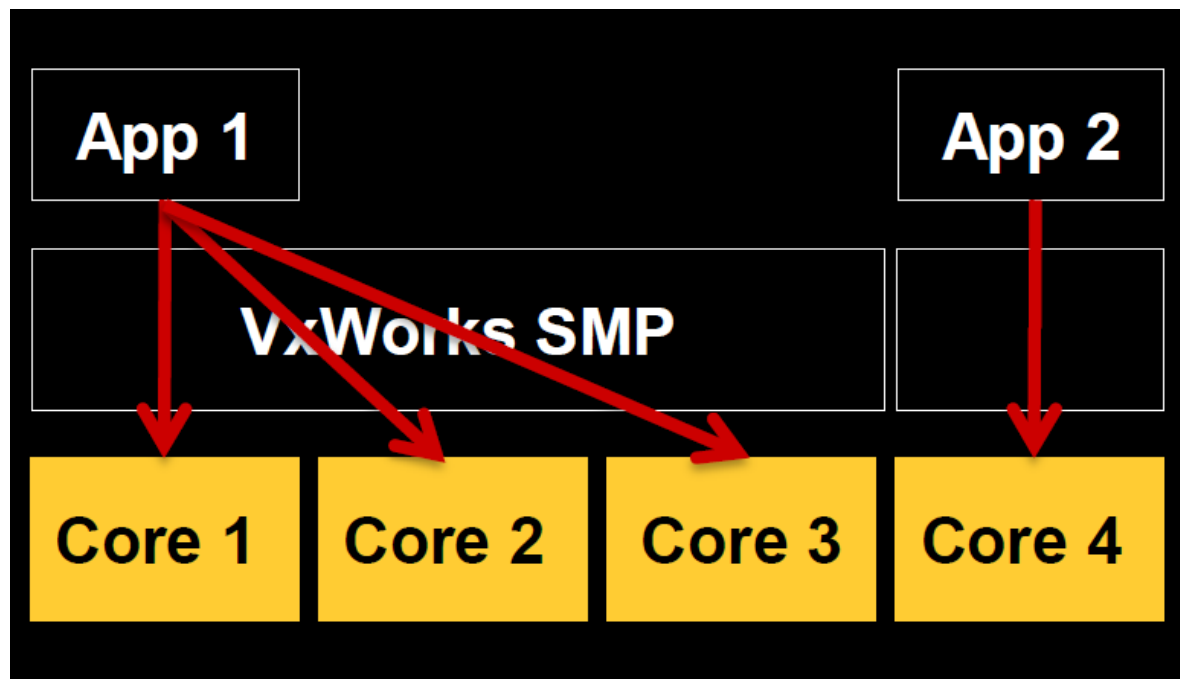 App 1
App 2
VxWorks SMP
Core 1
Core 2
Core 3
Core 4